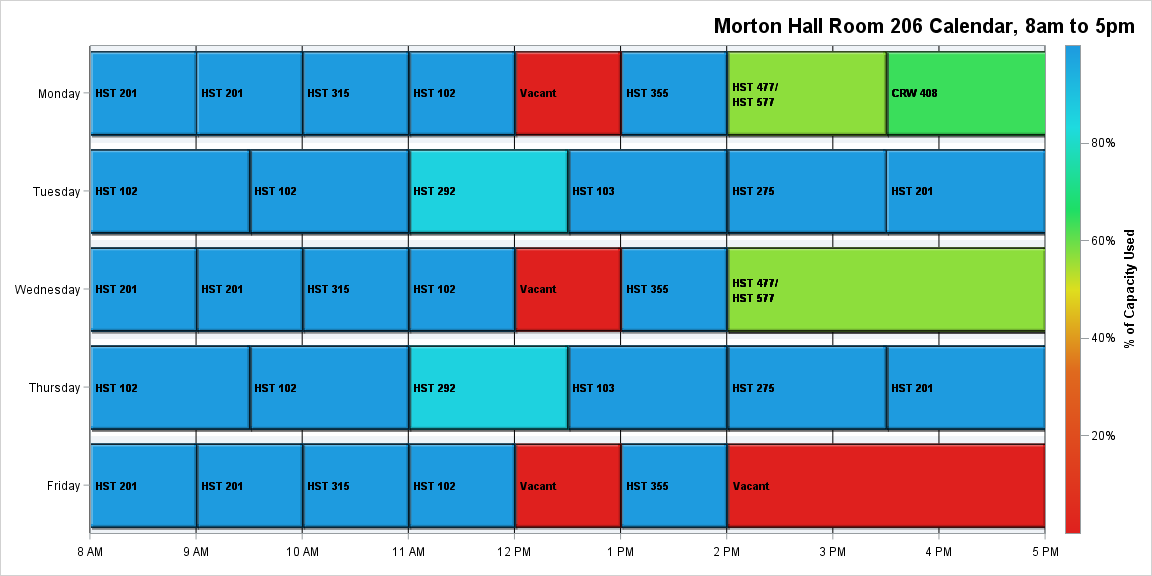 Morton Hall Room 206 Calendar, 8am to 5pm
Monday
HST 201
HST 201
HST 315
HST 102
Vacant
HST 355
HST 477/
HST 577
CRW 408
Tuesday
HST 102
HST 102
HST 292
HST 103
HST 275
HST 201
Wednesday
HST 201
HST 201
HST 315
HST 102
Vacant
HST 355
HST 477/
HST 577
Thursday
HST 102
HST 102
HST 292
HST 103
HST 275
HST 201
Friday
HST 201
HST 201
HST 315
HST 102
Vacant
HST 355
Vacant
8 AM
9 AM
10 AM
11 AM
12 PM
1 PM
2 PM
3 PM
4 PM
5 PM
80%
60%
40%
20%
% of Capacity Used